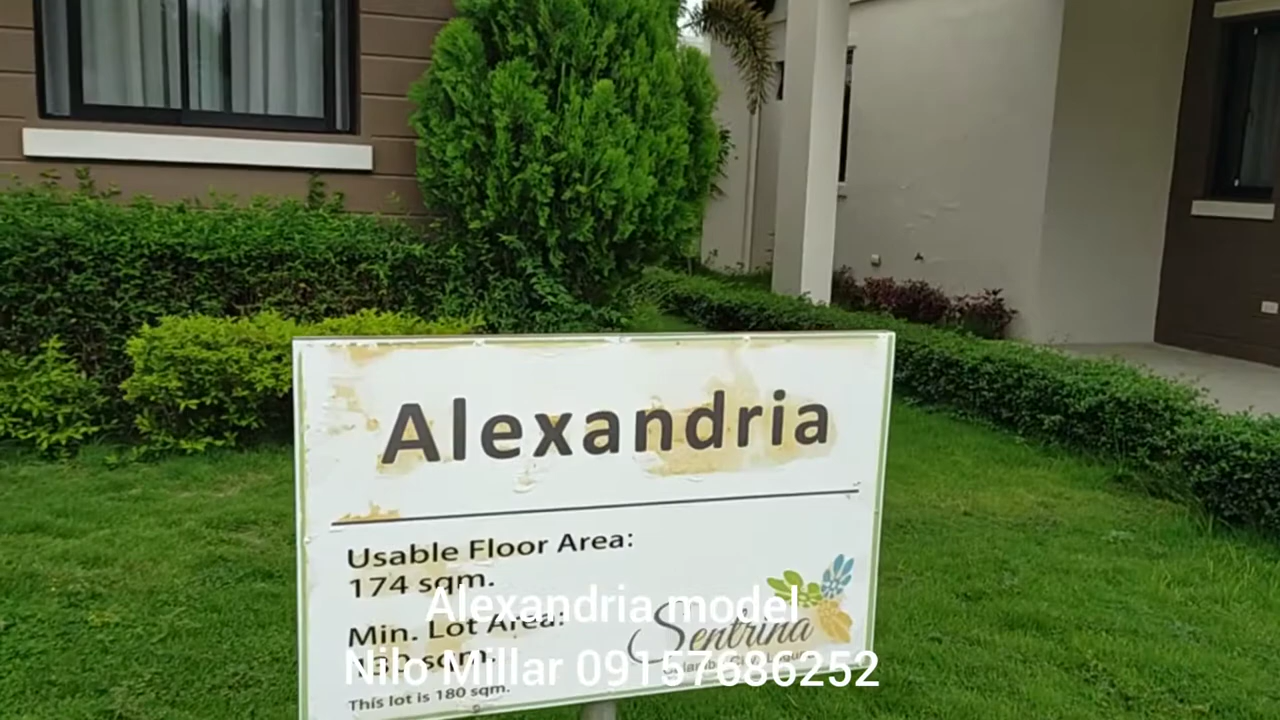 Alexandria
Usable Floor Area:
174 sqm.
Min. Lot Area:
This lot is 180 sqm.
Sentrina
Alexandria model
Nilo Millar 09157686252